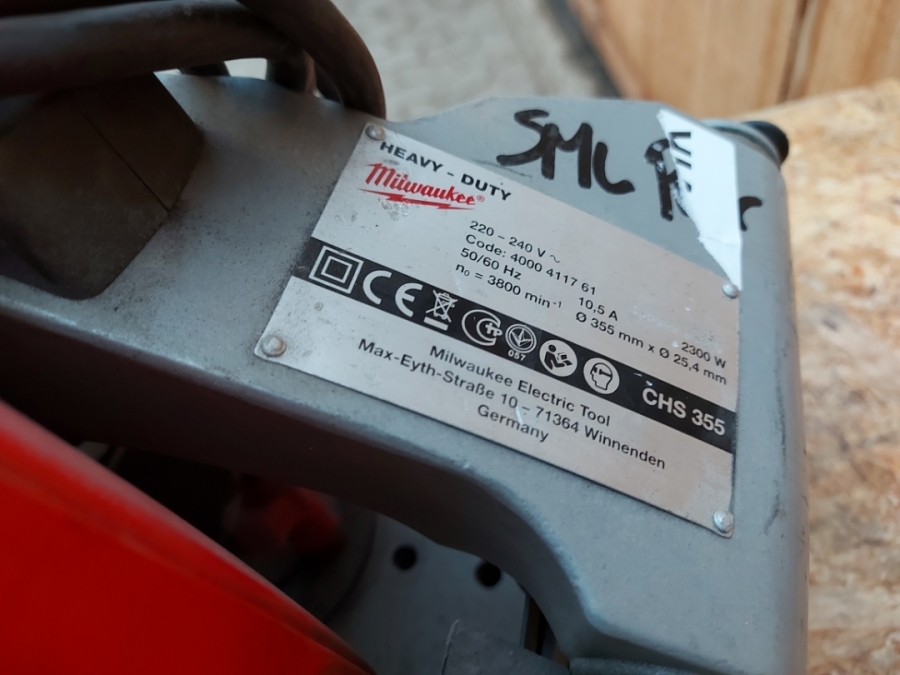 SML
HEAVY - DUTY
Milwaukee®
220 - 240 V ~
Code: 4000 4117 61
50/60 Hz 10,5 A 2300 W
n₀ = 3800 min⁻¹ Ø 355 mm x Ø 25,4 mm
CE
057
CHS 355
Milwaukee Electric Tool
Max-Eyth-Straße 10 - 71364 Winnenden
Germany